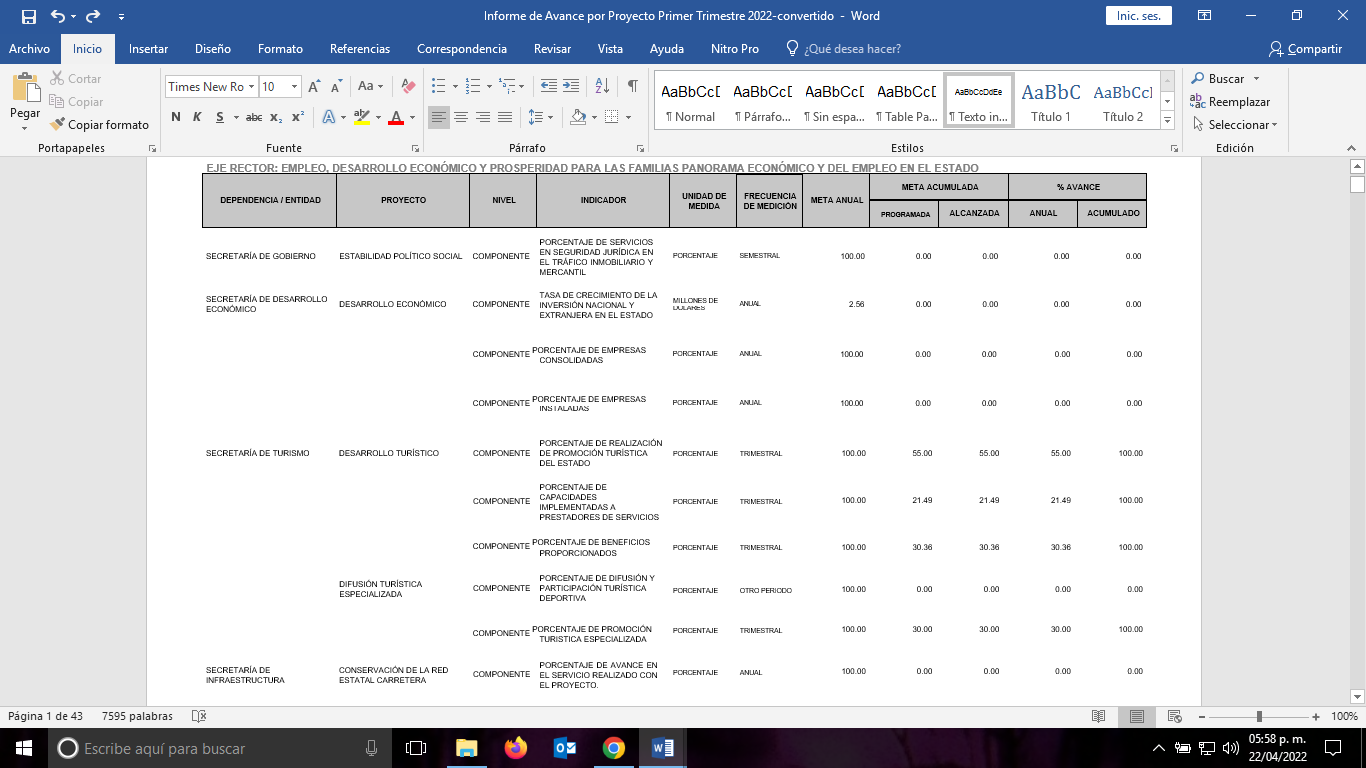 Informe de Avance por Proyecto Primer Trimestre 2022-convertido - Word
Inic. ses.
Archivo Inicio Insertar Diseño Formato Referencias Correspondencia Revisar Vista Ayuda Nitro Pro ¿Qué desea hacer? Compartir
Pegar
Cortar
Copiar
Copiar formato
Portapapeles
Times New Ro 10
N K S abc x₂ x²
Fuente
Párrafo
AaBbCcI AaBbCcI AaBbCcI AaBbCcI AaBbCcDdEe AaBbC AaBbCcI
¶ Normal ¶ Párrafo... ¶ Sin espa... ¶ Table Pa... ¶ Texto in... Título 1 Título 2
Estilos
Buscar
Reemplazar
Seleccionar
Edición
EJE RECTOR: EMPLEO, DESARROLLO ECONÓMICO Y PROSPERIDAD PARA LAS FAMILIAS PANORAMA ECONÓMICO Y DEL EMPLEO EN EL ESTADO
DEPENDENCIA / ENTIDAD PROYECTO NIVEL INDICADOR
UNIDAD DE
MEDIDA
FRECUENCIA
DE MEDICIÓN
META ANUAL
META ACUMULADA
% AVANCE
PROGRAMADA ALCANZADA ANUAL ACUMULADO
SECRETARÍA DE GOBIERNO ESTABILIDAD POLÍTICO SOCIAL COMPONENTE
PORCENTAJE DE SERVICIOS
EN SEGURIDAD JURÍDICA EN
EL TRÁFICO INMOBILIARIO Y
MERCANTIL
PORCENTAJE SEMESTRAL 100.00 0.00 0.00 0.00 0.00
SECRETARÍA DE DESARROLLO
ECONÓMICO
DESARROLLO ECONÓMICO COMPONENTE
TASA DE CRECIMIENTO DE LA
INVERSIÓN NACIONAL Y
EXTRANJERA EN EL ESTADO
MILLONES DE
DOLARES
ANUAL 2.56 0.00 0.00 0.00 0.00
COMPONENTE
PORCENTAJE DE EMPRESAS
CONSOLIDADAS
PORCENTAJE ANUAL 100.00 0.00 0.00 0.00 0.00
COMPONENTE
PORCENTAJE DE EMPRESAS
INSTALADAS
PORCENTAJE ANUAL 100.00 0.00 0.00 0.00 0.00
SECRETARÍA DE TURISMO DESARROLLO TURÍSTICO COMPONENTE
PORCENTAJE DE REALIZACIÓN
DE PROMOCIÓN TURÍSTICA
DEL ESTADO
PORCENTAJE TRIMESTRAL 100.00 55.00 55.00 55.00 100.00
COMPONENTE
PORCENTAJE DE
CAPACIDADES
IMPLEMENTADAS A
PRESTADORES DE SERVICIOS
PORCENTAJE TRIMESTRAL 100.00 21.49 21.49 21.49 100.00
COMPONENTE
PORCENTAJE DE BENEFICIOS
PROPORCIONADOS
PORCENTAJE TRIMESTRAL 100.00 30.36 30.36 30.36 100.00
DIFUSIÓN TURÍSTICA
ESPECIALIZADA
COMPONENTE
PORCENTAJE DE DIFUSIÓN Y
PARTICIPACIÓN TURÍSTICA
DEPORTIVA
PORCENTAJE OTRO PERIODO 100.00 0.00 0.00 0.00 0.00
COMPONENTE
PORCENTAJE DE PROMOCIÓN
TURISTICA ESPECIALIZADA
PORCENTAJE TRIMESTRAL 100.00 30.00 30.00 30.00 100.00
SECRETARÍA DE
INFRAESTRUCTURA
CONSERVACIÓN DE LA RED
ESTATAL CARRETERA
COMPONENTE
PORCENTAJE DE AVANCE EN
EL SERVICIO REALIZADO CON
EL PROYECTO.
PORCENTAJE ANUAL 100.00 0.00 0.00 0.00 0.00
Página 1 de 43 7595 palabras 100%
Escribe aquí para buscar
05:58 p. m.
22/04/2022